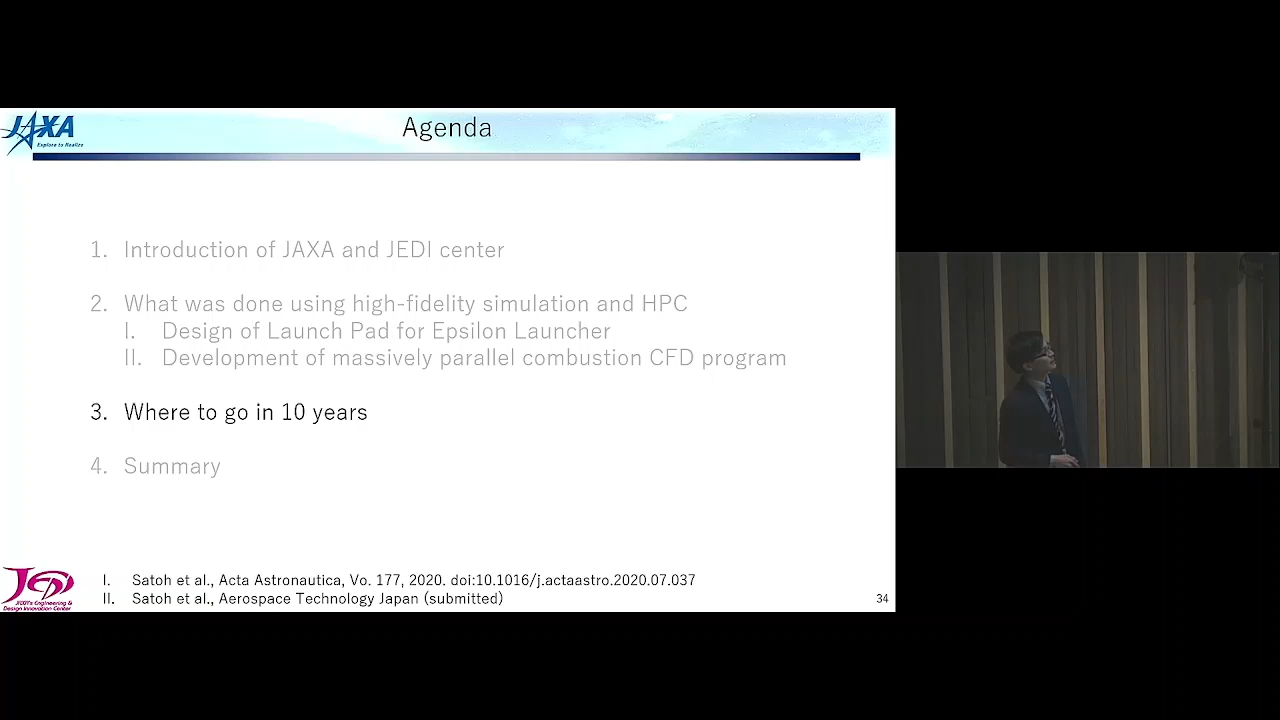 JAXA
Explore to Realize
Agenda
1. Introduction of JAXA and JEDI center
2. What was done using high-fidelity simulation and HPC
I. Design of Launch Pad for Epsilon Launcher
II. Development of massively parallel combustion CFD program
3. Where to go in 10 years
4. Summary
JEDI
JEDI's Engineering &
Design Innovation Center
I. Satoh et al., Acta Astronautica, Vo. 177, 2020. doi:10.1016/j.actaastro.2020.07.037
II. Satoh et al., Aerospace Technology Japan (submitted)
34